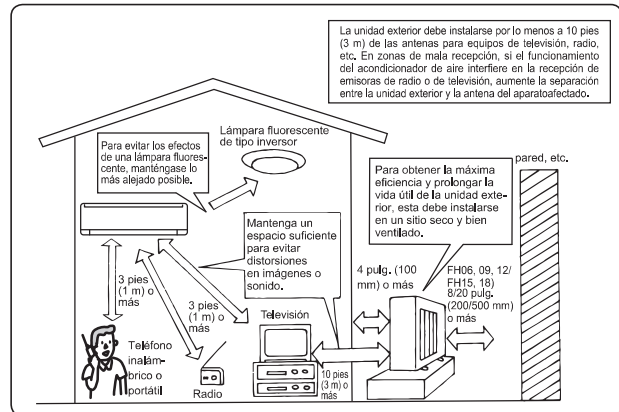 La unidad exterior debe instalarse por lo menos a 10 pies
(3 m) de las antenas para equipos de televisión, radio,
etc. En zonas de mala recepción, si el funcionamiento
del acondicionador de aire interfiere en la recepción de
emisoras de radio o de televisión, aumente la separación
entre la unidad exterior y la antena del aparatoafectado.
Lámpara fluorescente
de tipo inversor
Para evitar los efectos
de una lámpara fluores-
cente, manténgase lo
más alejado posible.
Para obtener la máxima
eficiencia y prolongar la
vida útil de la unidad exte-
rior, esta debe instalarse
en un sitio seco y bien
ventilado.
pared, etc.
Mantenga un
espacio suficiente
para evitar
distorsiones
en imágenes o
sonido.
4 pulg. (100
mm) o más
FH06, 09, 12/
FH15, 18)
8/20 pulg.
(200/500 mm)
o más
3 pies
(1 m) o
más
3 pies
(1 m) o
más
Televisión
Teléfono
inalám-
brico o
portátil
Radio
10 pies
(3 m) o
más